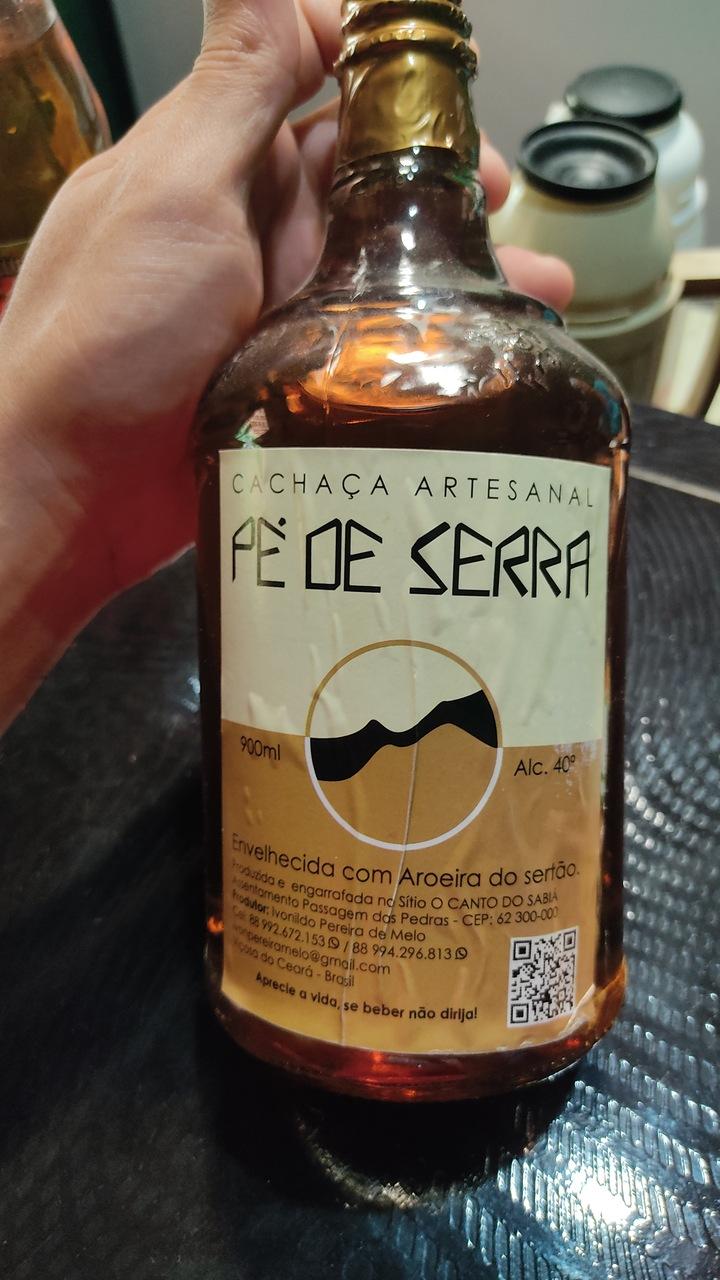 CACHAÇA ARTESANAL
PÉ DE SERRA
900ml
Alc. 40º
Envelhecida com Aroeira do sertão.
Produzida e engarrafada no Sítio O CANTO DO SABIÁ
Assentamento Passagem das Pedras - CEP: 62 300-000
Produtor: Ivonildo Pereira de Melo
Cel: 88 992.672.153 / 88 994.296.813
ivonpereiramelo@gmail.com
Viçosa do Ceará - Brasil
Aprecie a vida, se beber não dirija!